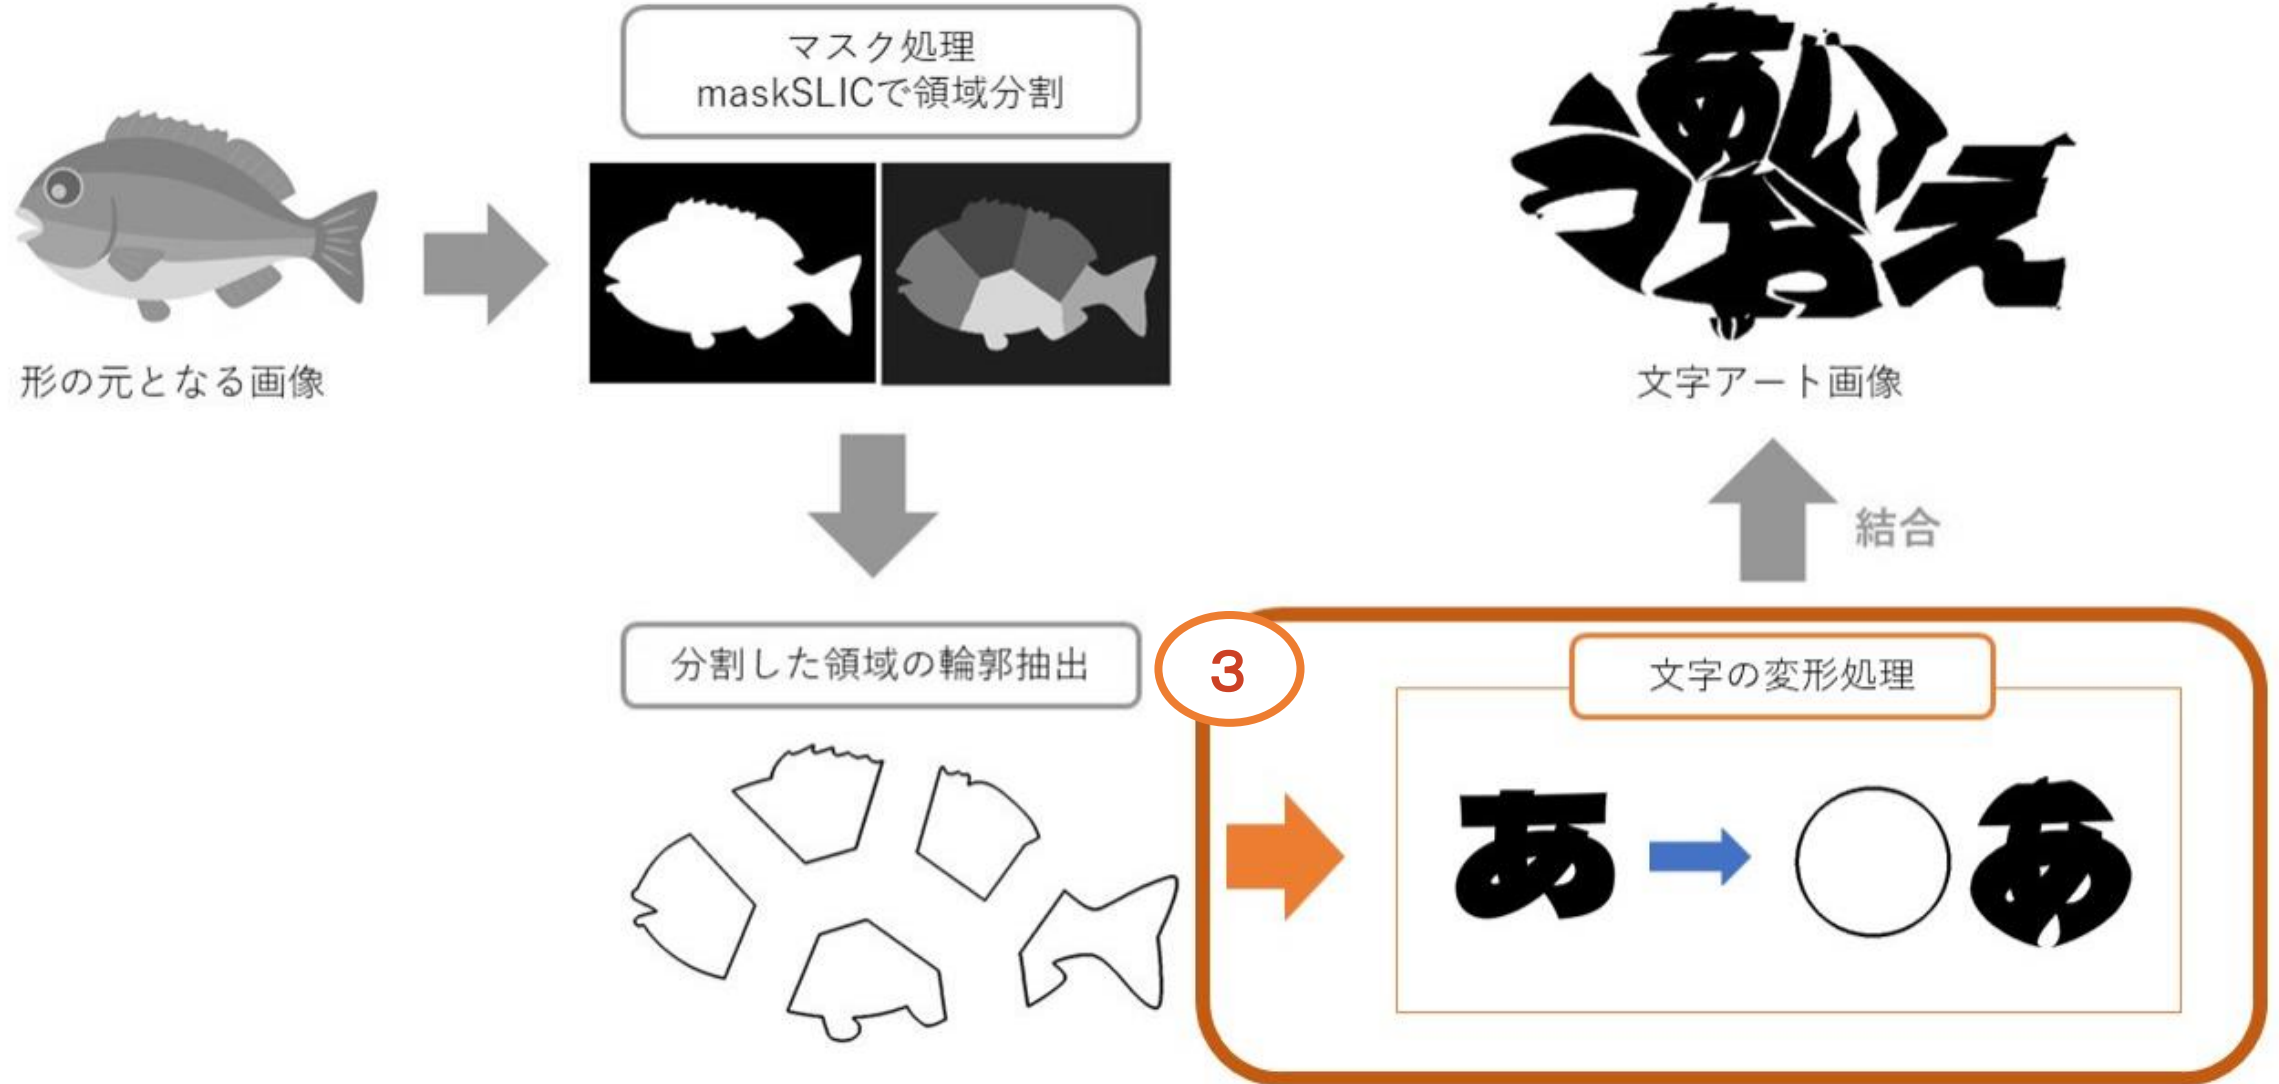 マスク処理
maskSLICで領域分割
形の元となる画像
分割した領域の輪郭抽出
3
文字の変形処理
あ
あ
結合
あ
い
う
え
お
文字アート画像